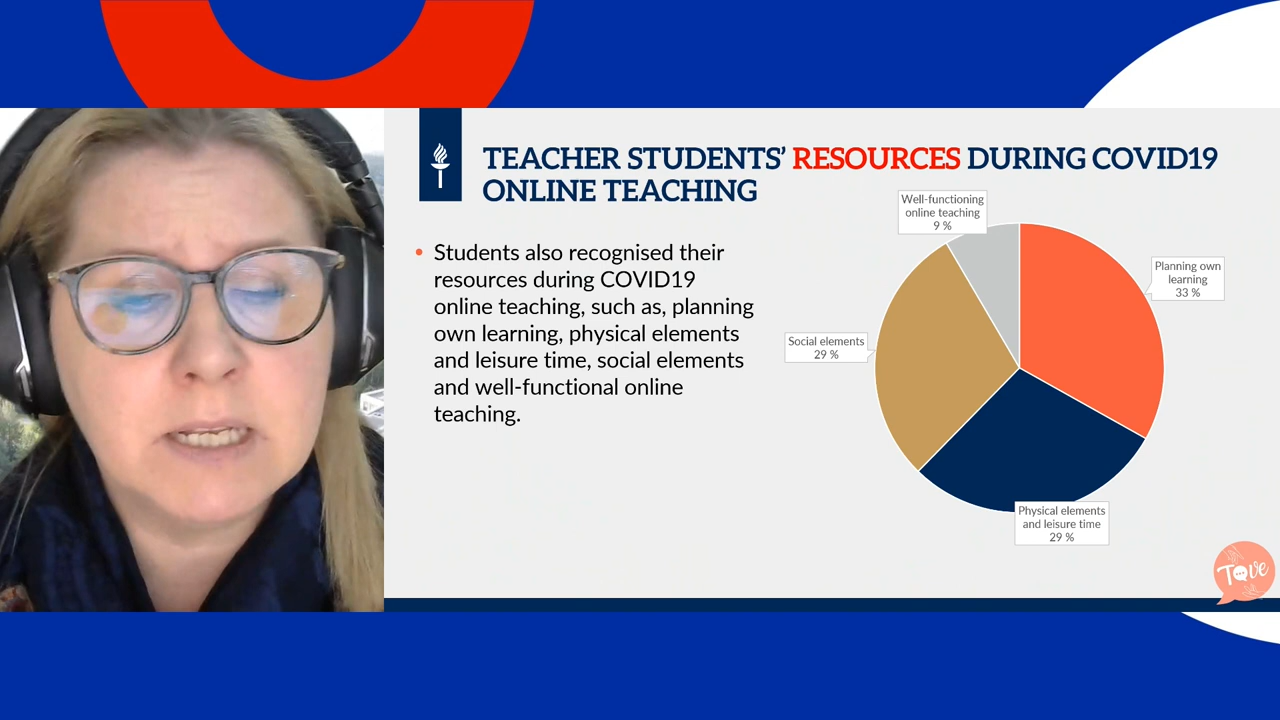 TEACHER STUDENTS’ RESOURCES DURING COVID19
ONLINE TEACHING
• Students also recognised their
resources during COVID19
online teaching, such as, planning
own learning, physical elements
and leisure time, social elements
and well-functional online
teaching.
Well-functioning
online teaching
9 %
Planning own
learning
33 %
Social elements
29 %
Physical elements
and leisure time
29 %
Tove